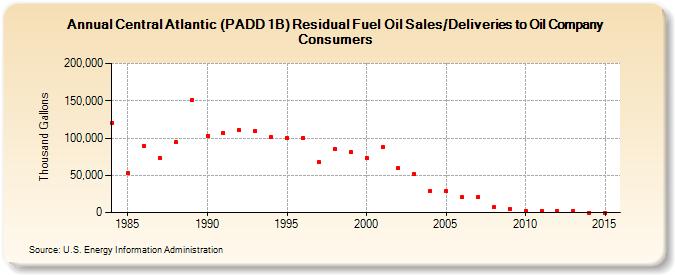 Annual Central Atlantic (PADD 1B) Residual Fuel Oil Sales/Deliveries to Oil Company
Consumers
Thousand Gallons
200,000
150,000
100,000
50,000
0
1985 1990 1995 2000 2005 2010 2015
Source: U.S. Energy Information Administration